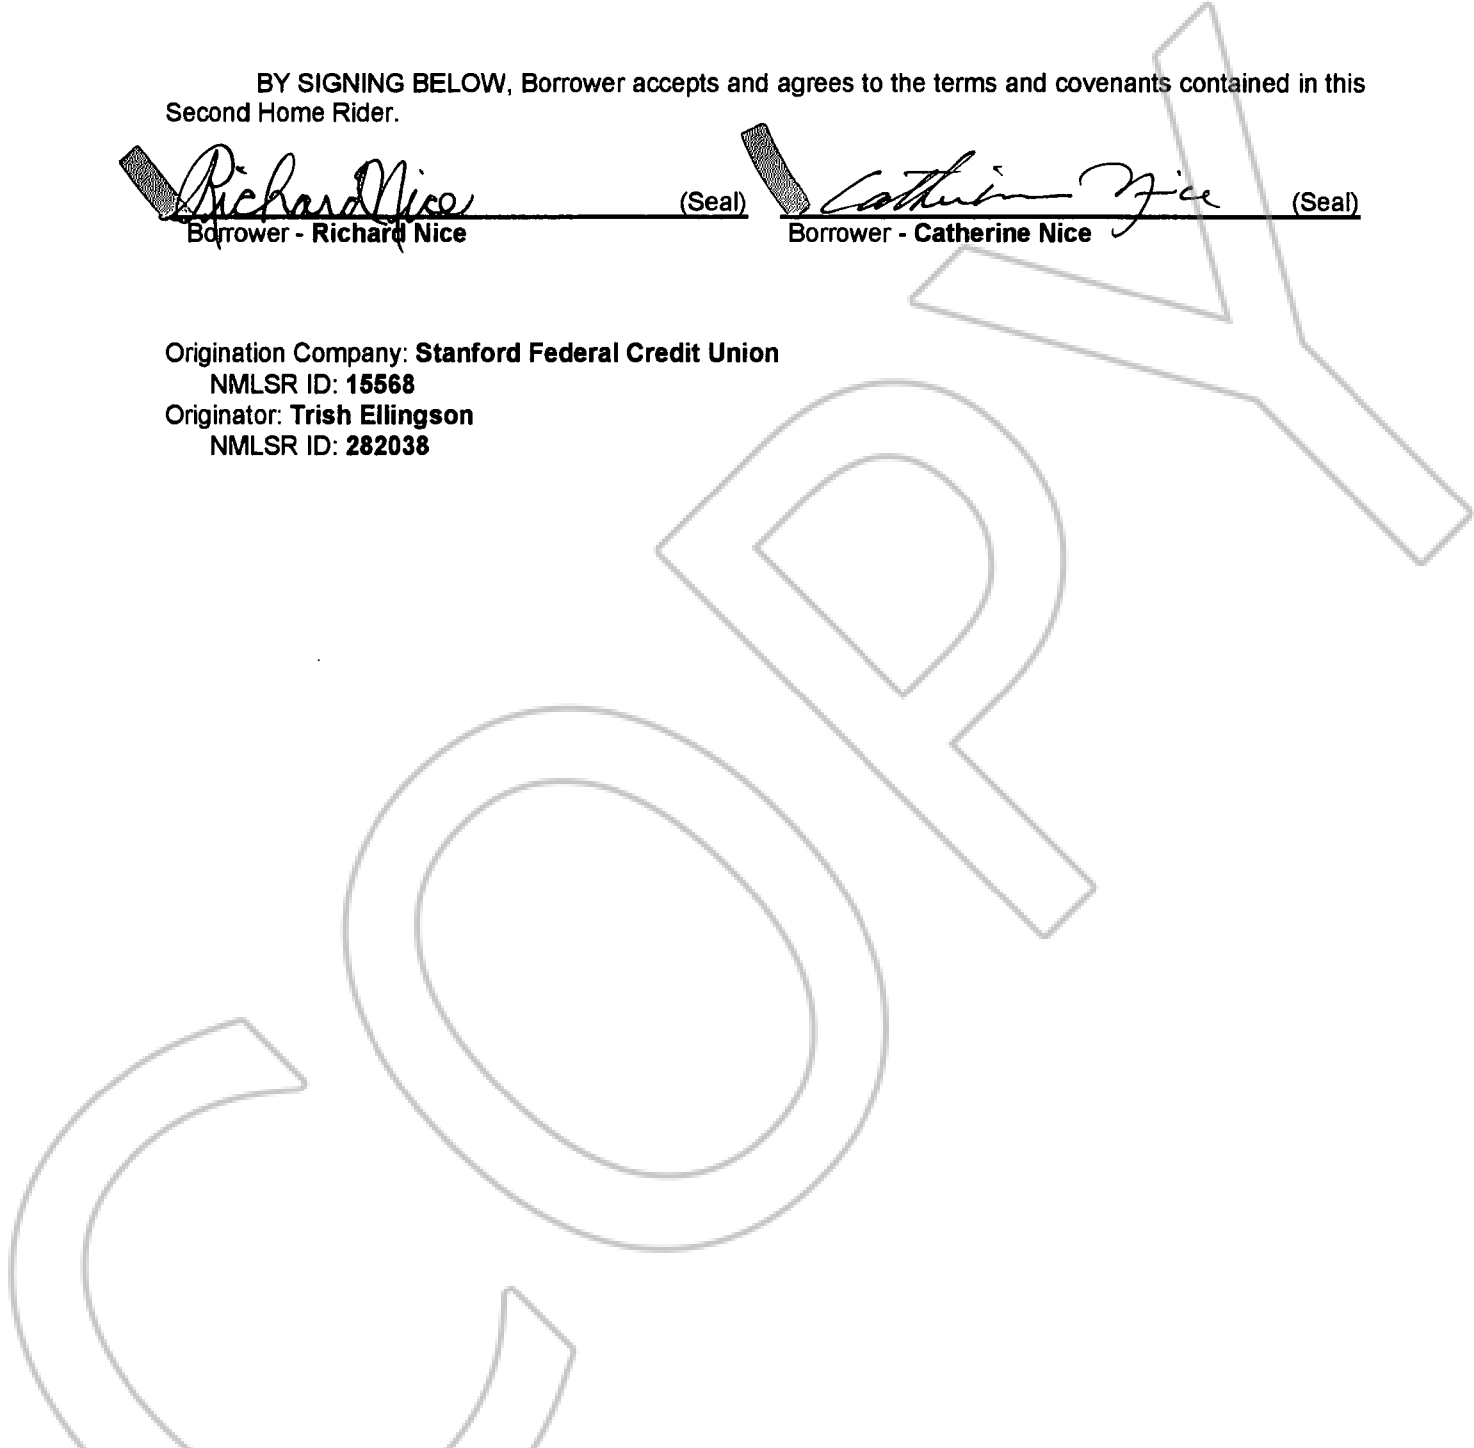 BY SIGNING BELOW, Borrower accepts and agrees to the terms and covenants contained in this
Second Home Rider.
Richard Nice (Seal) Catherine Nice (Seal)
Borrower - Richard Nice Borrower - Catherine Nice
Origination Company: Stanford Federal Credit Union
NMLSR ID: 15568
Originator: Trish Ellingson
NMLSR ID: 282038
COPY